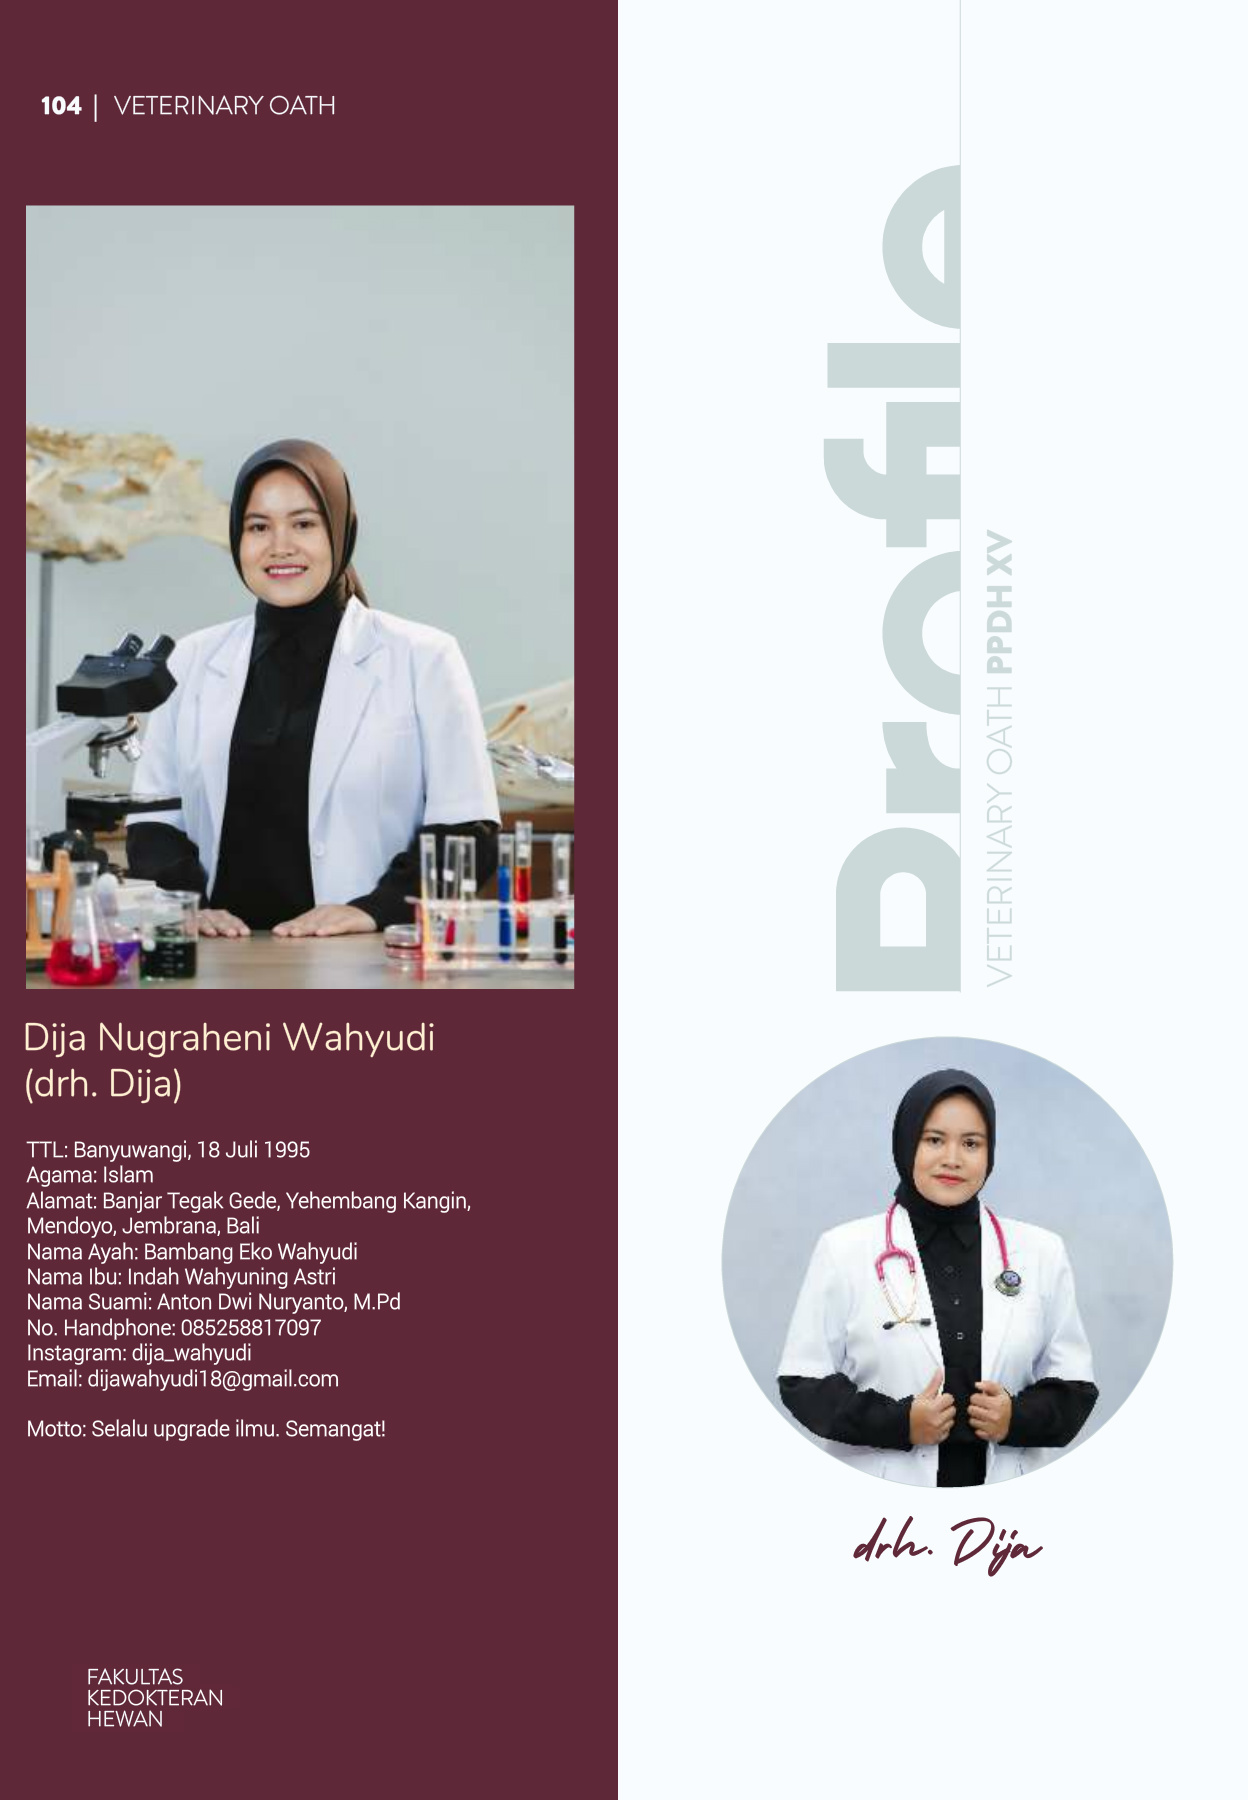 104 | VETERINARY OATH
Dija Nugraheni Wahyudi
(drh. Dija)
TTL: Banyuwangi, 18 Juli 1995
Agama: Islam
Alamat: Banjar Tegak Gede, Yehembang Kangin,
Mendoyo, Jembrana, Bali
Nama Ayah: Bambang Eko Wahyudi
Nama Ibu: Indah Wahyuning Astri
Nama Suami: Anton Dwi Nuryanto, M.Pd
No. Handphone: 085258817097
Instagram: dija_wahyudi
Email: dijawahyudi18@gmail.com
Motto: Selalu upgrade ilmu. Semangat!
FAKULTAS
KEDOKTERAN
HEWAN
Profile
VETERINARY OATH PPDH XV
drh. Dija